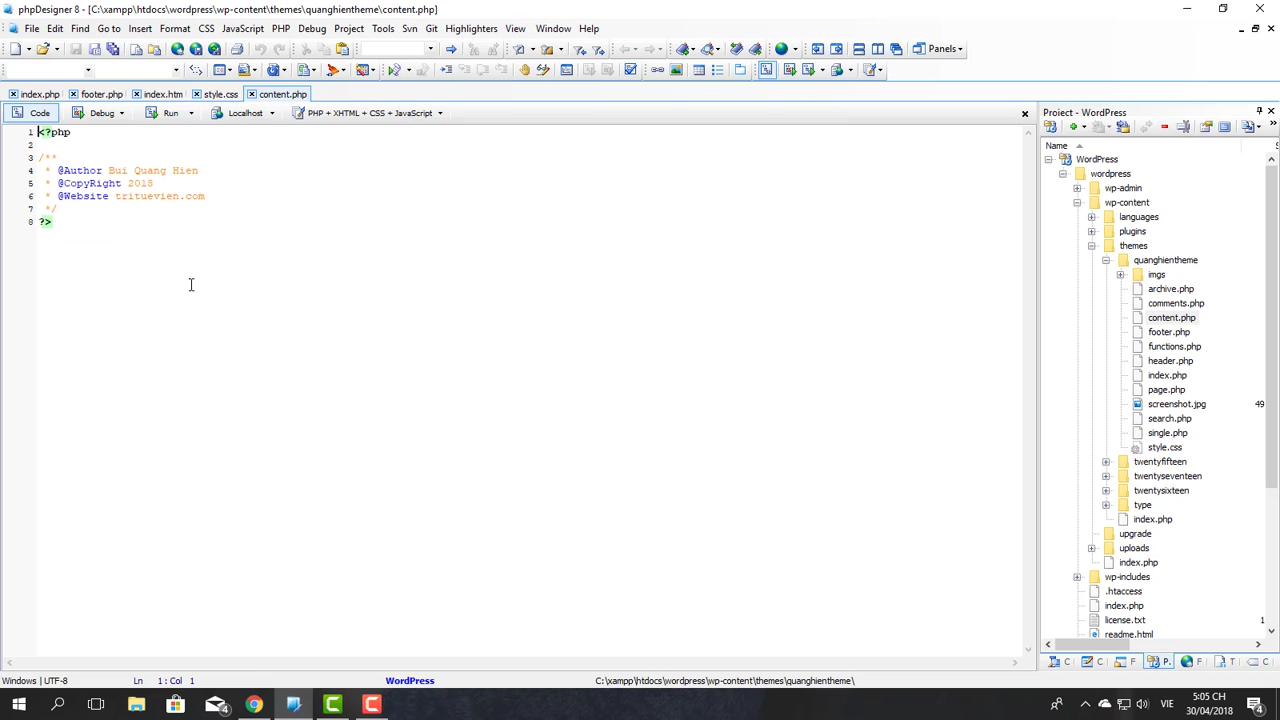 phpDesigner 8 - [C:\xampp\htdocs\wordpress\wp-content\themes\quanghientheme\content.php]
File Edit Find Go to Insert Format CSS JavaScript PHP Debug Project Tools Svn Git Highlighters View Window Help
Panels
index.php footer.php index.htm style.css content.php
Code Debug Run Localhost PHP + XHTML + CSS + JavaScript
1 <?php
2
3 /**
4 * @Author Bui Quang Hien
5 * @CopyRight 2018
6 * @Website trituevien.com
7 */
8 ?>
Project - WordPress
Name S
WordPress
wordpress
wp-admin
wp-content
languages
plugins
themes
quanghientheme
imgs
archive.php
comments.php
content.php
footer.php
functions.php
header.php
index.php
page.php
screenshot.jpg 49
search.php
single.php
style.css
twentyfifteen
twentyseventeen
twentysixteen
type
index.php
upgrade
uploads
index.php
wp-includes
.htaccess
index.php
license.txt 1
readme.html
C C F P. F T C
Windows | UTF-8 Ln 1 : Col 1 WordPress C:\xampp\htdocs\wordpress\wp-content\themes\quanghientheme\
4 VIE 5:05 CH 4
30/04/2018